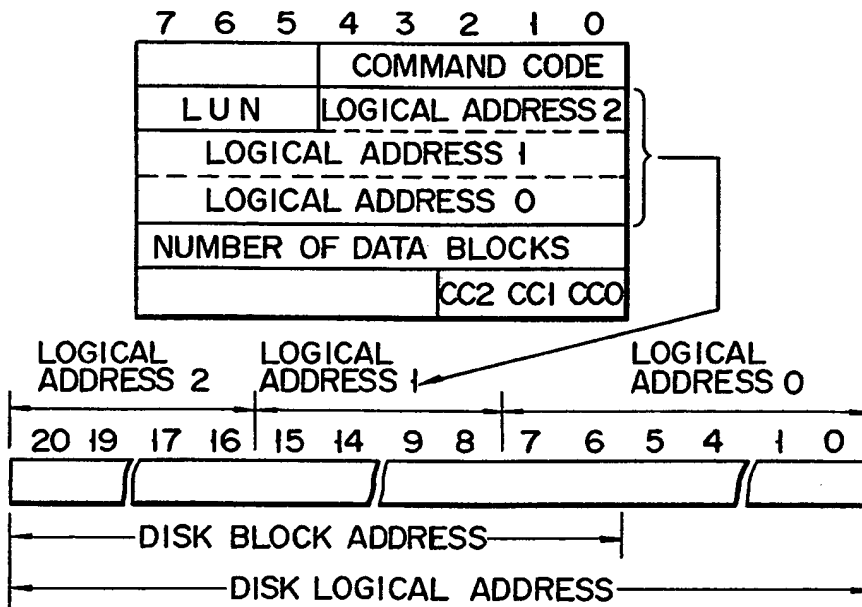 7 6 5 4 3 2 1 0
COMMAND CODE
LUN LOGICAL ADDRESS 2
LOGICAL ADDRESS 1
LOGICAL ADDRESS 0
NUMBER OF DATA BLOCKS
CC2 CC1 CC0
LOGICAL ADDRESS 2
LOGICAL ADDRESS 1
LOGICAL ADDRESS 0
20 19 17 16 15 14 9 8 7 6 5 4 1 0
DISK BLOCK ADDRESS
DISK LOGICAL ADDRESS